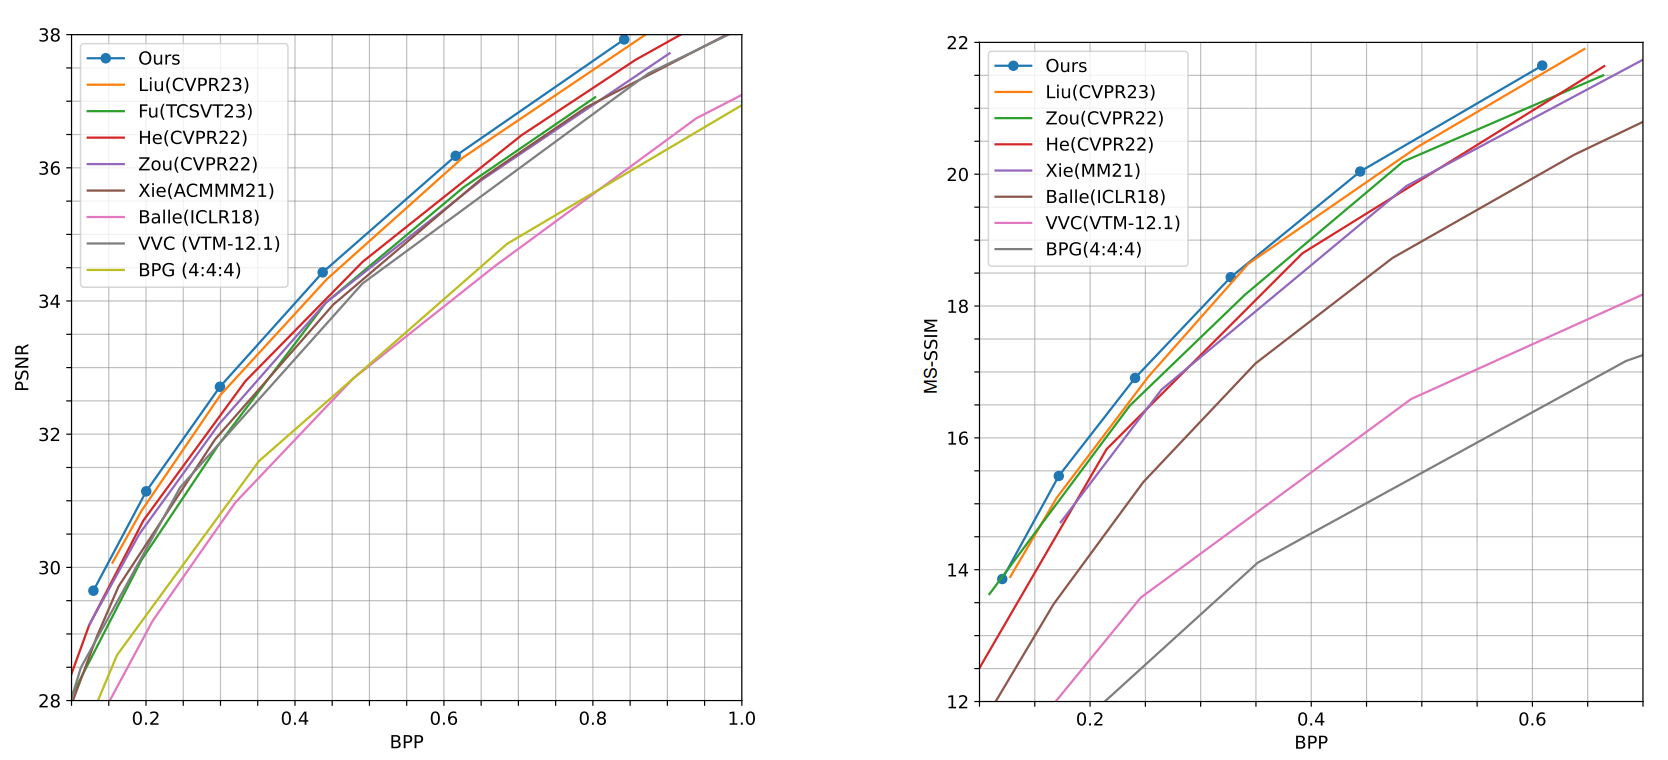 38
36
34
32
30
28
PSNR
Ours
Liu(CVPR23)
Fu(TCSVT23)
He(CVPR22)
Zou(CVPR22)
Xie(ACMMM21)
Balle(ICLR18)
VVC (VTM-12.1)
BPG (4:4:4)
0.2 0.4 0.6 0.8 1.0
BPP
22
20
18
16
14
12
MS-SSIM
Ours
Liu(CVPR23)
Zou(CVPR22)
He(CVPR22)
Xie(MM21)
Balle(ICLR18)
VVC(VTM-12.1)
BPG(4:4:4)
0.2 0.4 0.6
BPP